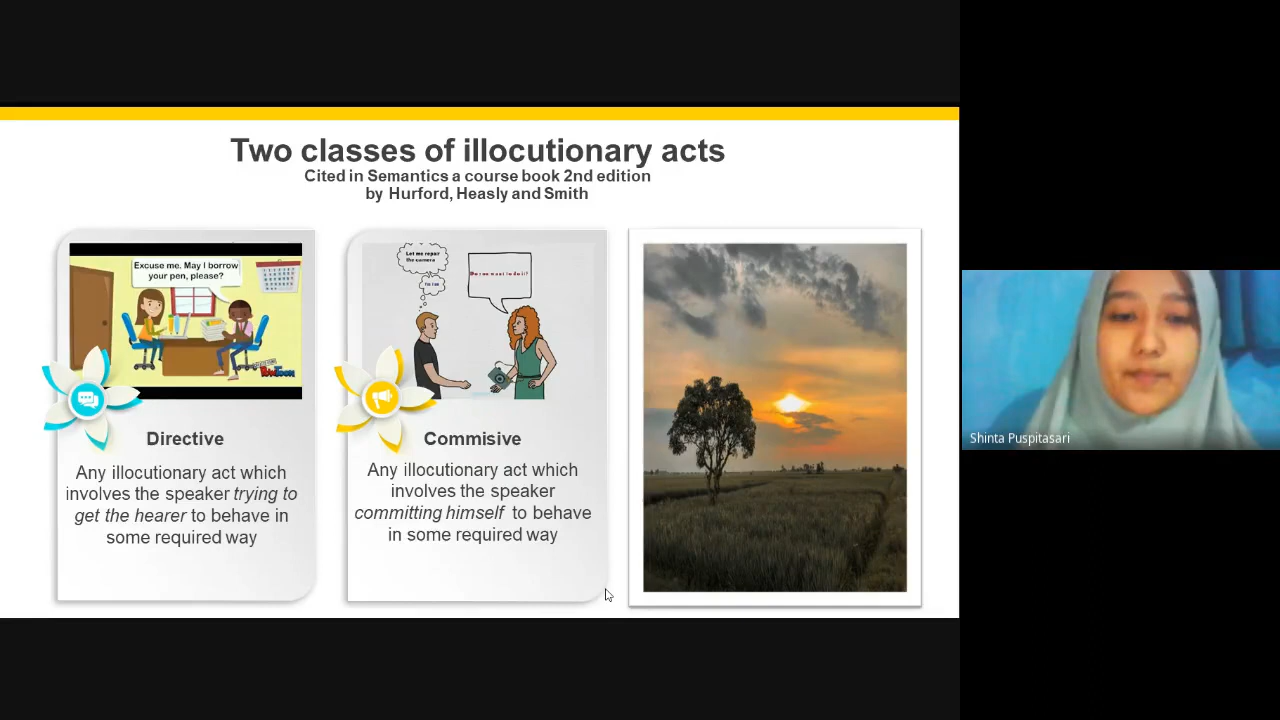 Two classes of illocutionary acts
Cited in Semantics a course book 2nd edition
by Hurford, Heasly and Smith
Excuse me. May I borrow
your pen, please?
Let me repair
the camera
Directive
Any illocutionary act which
involves the speaker trying to
get the hearer to behave in
some required way
Commisive
Any illocutionary act which
involves the speaker
committing himself to behave
in some required way
Shinta Puspitasari